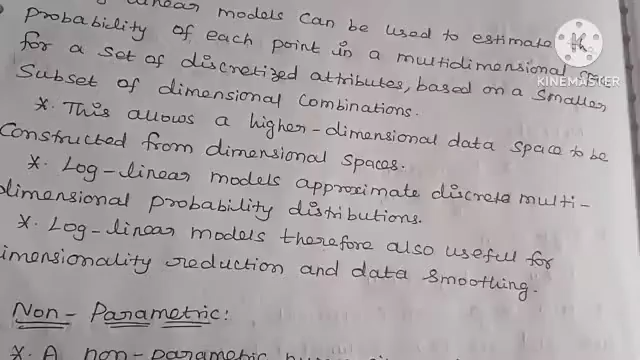 linear models can be used to estimate the
probability of each point in a multidimensional
for a set of discretized attributes, based on a smaller
Subset of dimensional combinations.
*. This allows a higher-dimensional data space to be
Constructed from dimensional spaces.
*. Log-linear models approximate discrete multi-
dimensional probability distributions.
*. Log-linear models therefore also useful for
imensionality reduction and data smoothing.
Non-Parametric:
*. A non-parametric
KINEMASTER